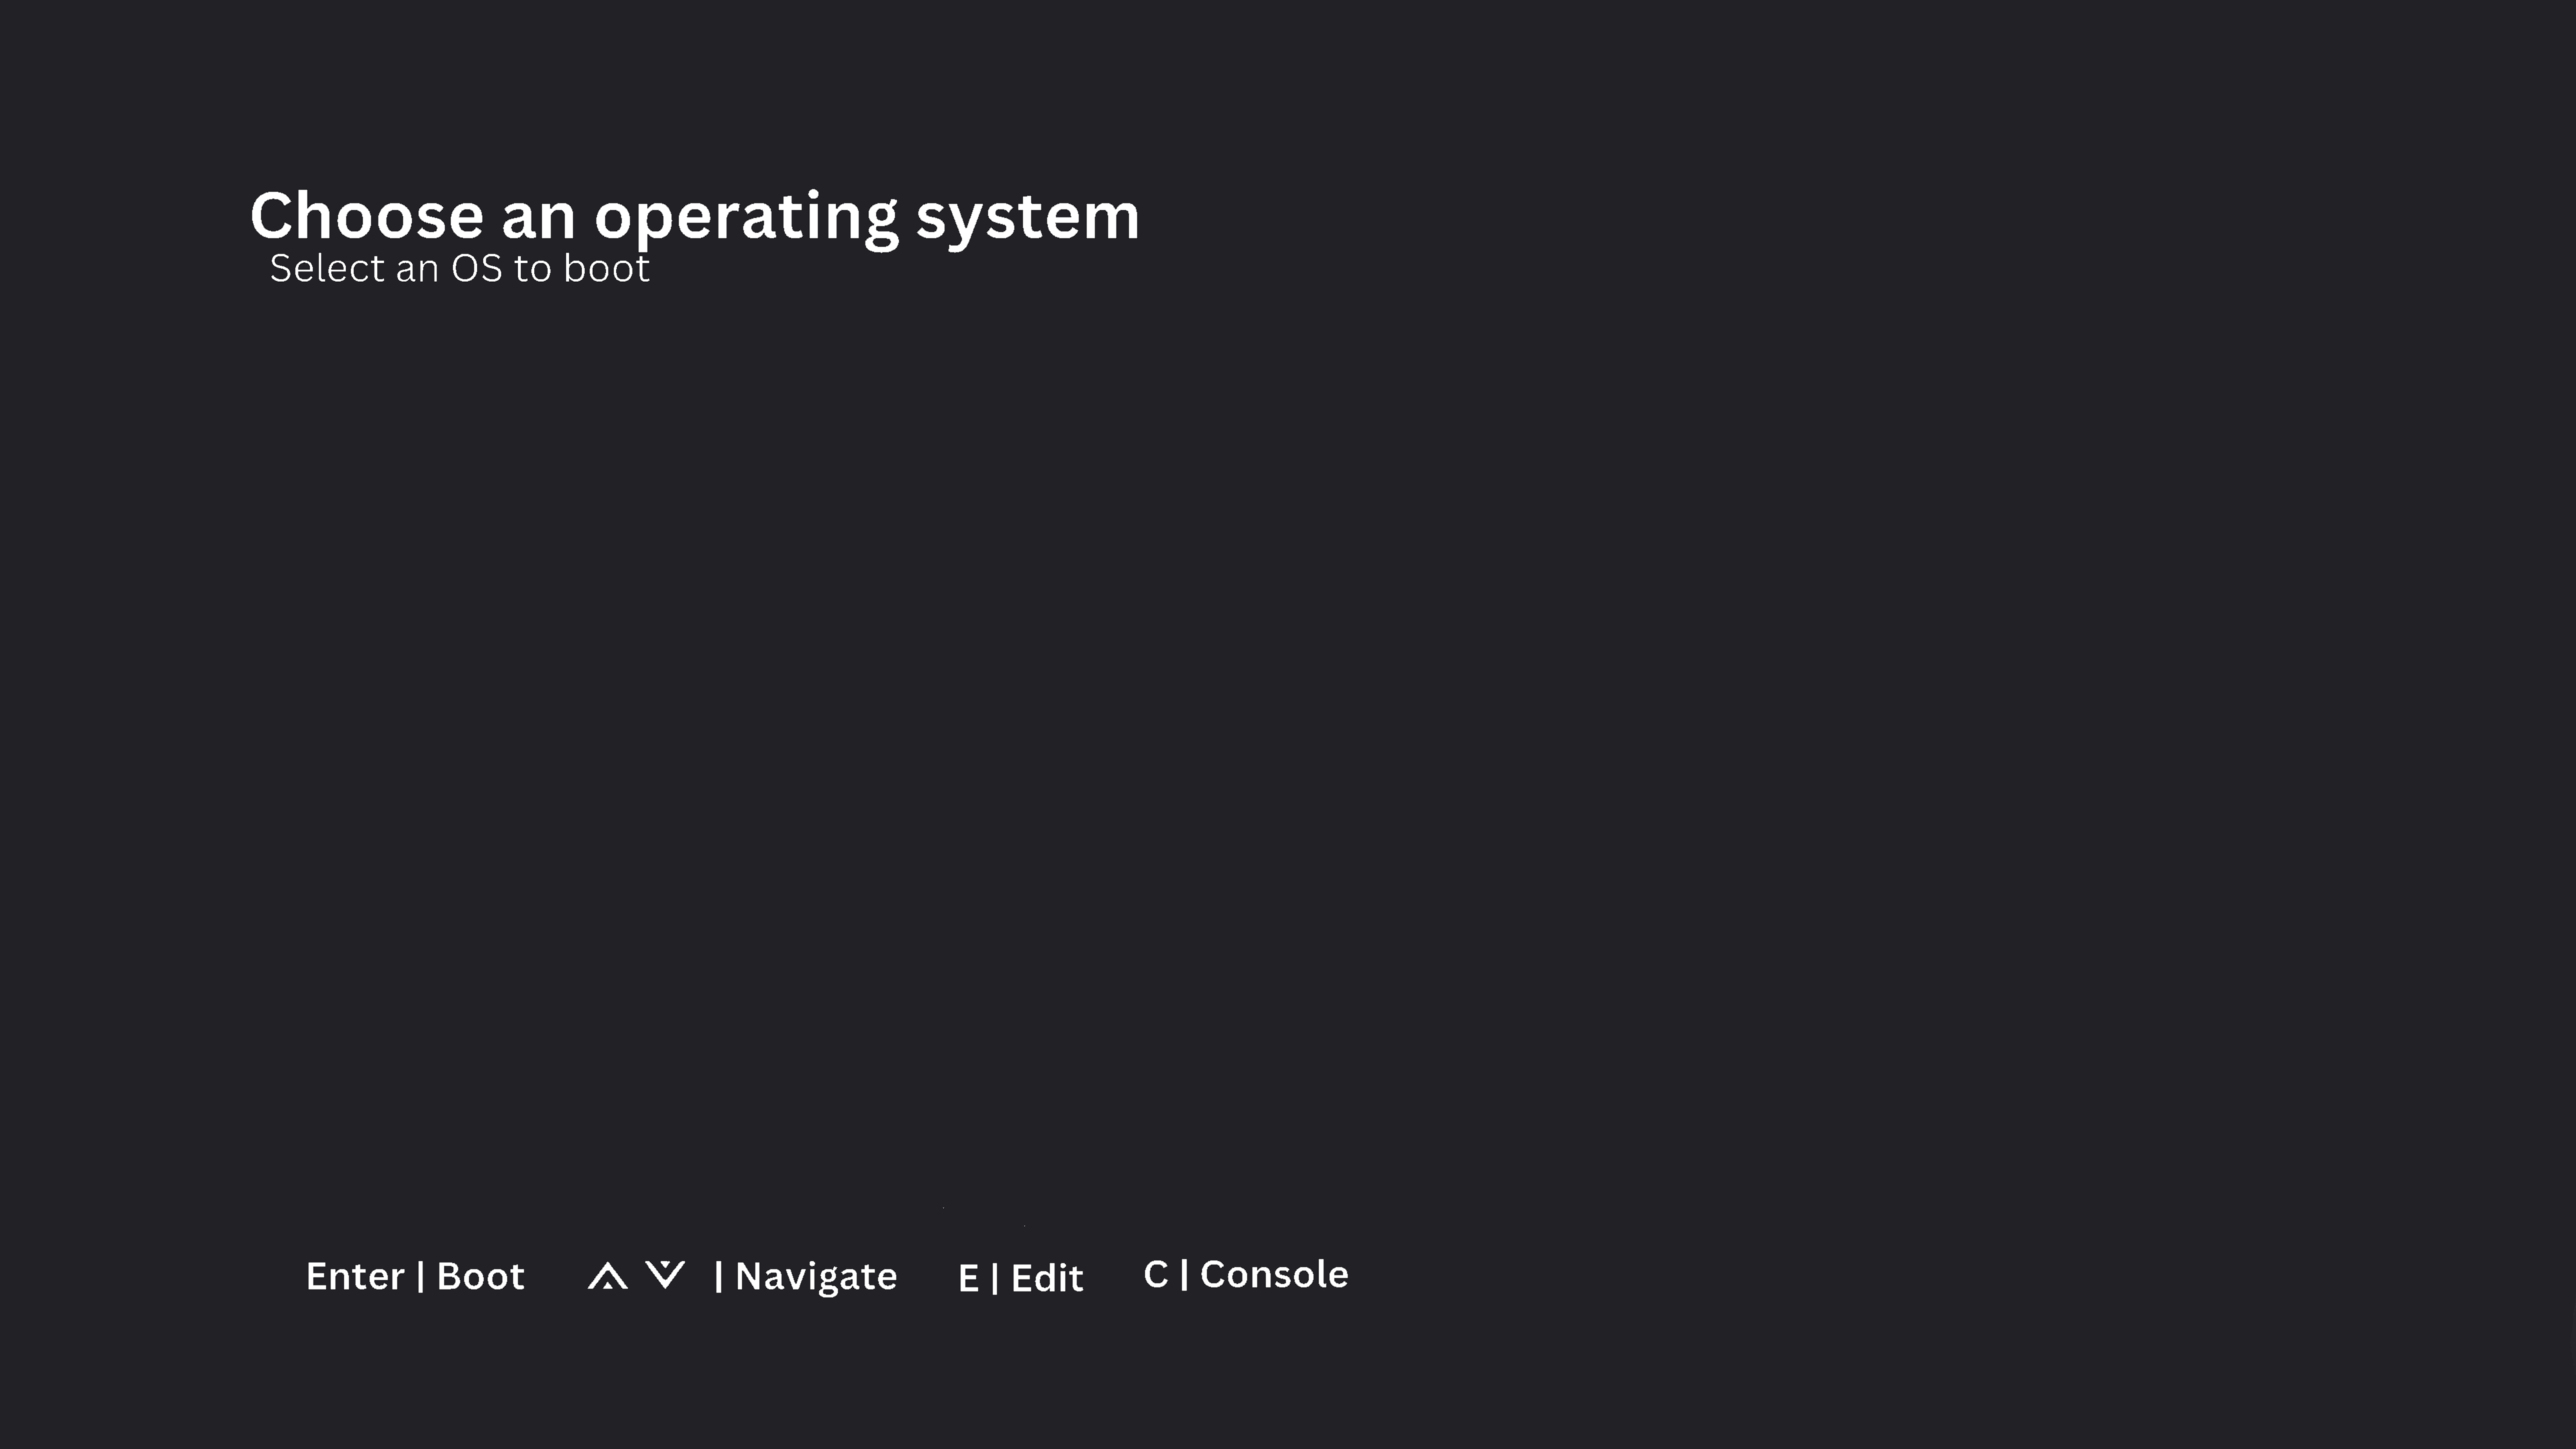 Choose an operating system
Select an OS to boot
Enter | Boot | Navigate E | Edit C | Console